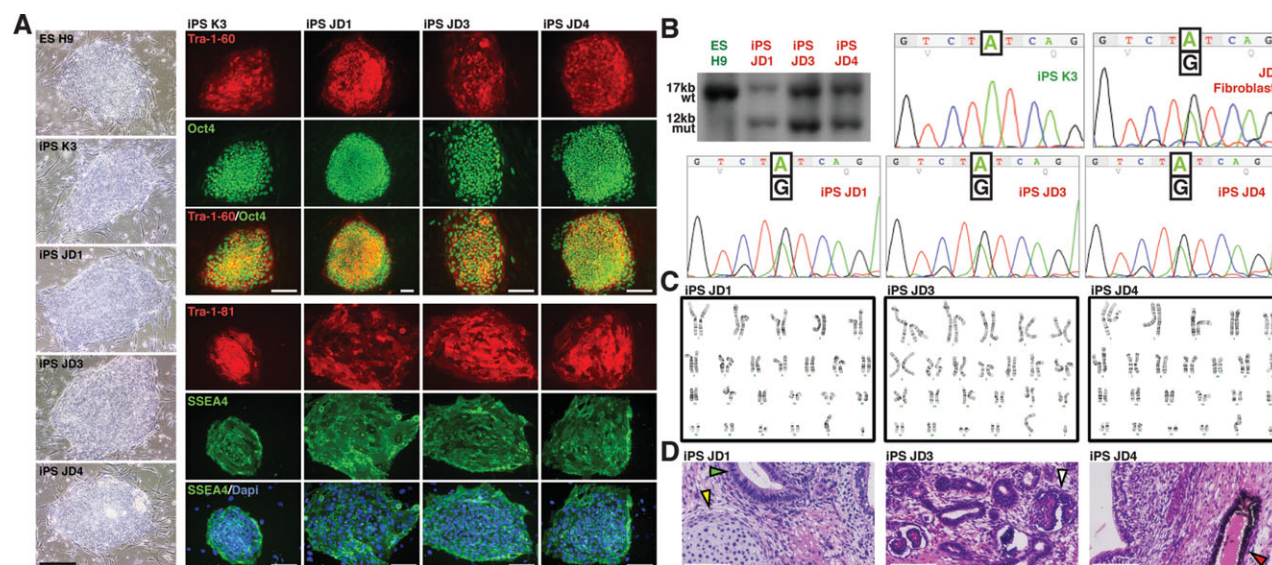 A
ES H9
iPS K3
iPS JD1
iPS JD3
iPS JD4
iPS K3 iPS JD1 iPS JD3 iPS JD4
Tra-1-60
Oct4
Tra-1-60/Oct4
Tra-1-81
SSEA4
SSEA4/Dapi
B
ES H9 iPS JD1 iPS JD3 iPS JD4
17kb wt
12kb mut
G T C T A T C A G
V Q
iPS K3
G T C T A T C A G
G
V Q
JD Fibroblast
G T C T A T C A G
G
V Q
iPS JD1
G T C T A T C A G
G
V Q
iPS JD3
G T C T A T C A G
G
V Q
iPS JD4
C
iPS JD1 iPS JD3 iPS JD4
D
iPS JD1 iPS JD3 iPS JD4